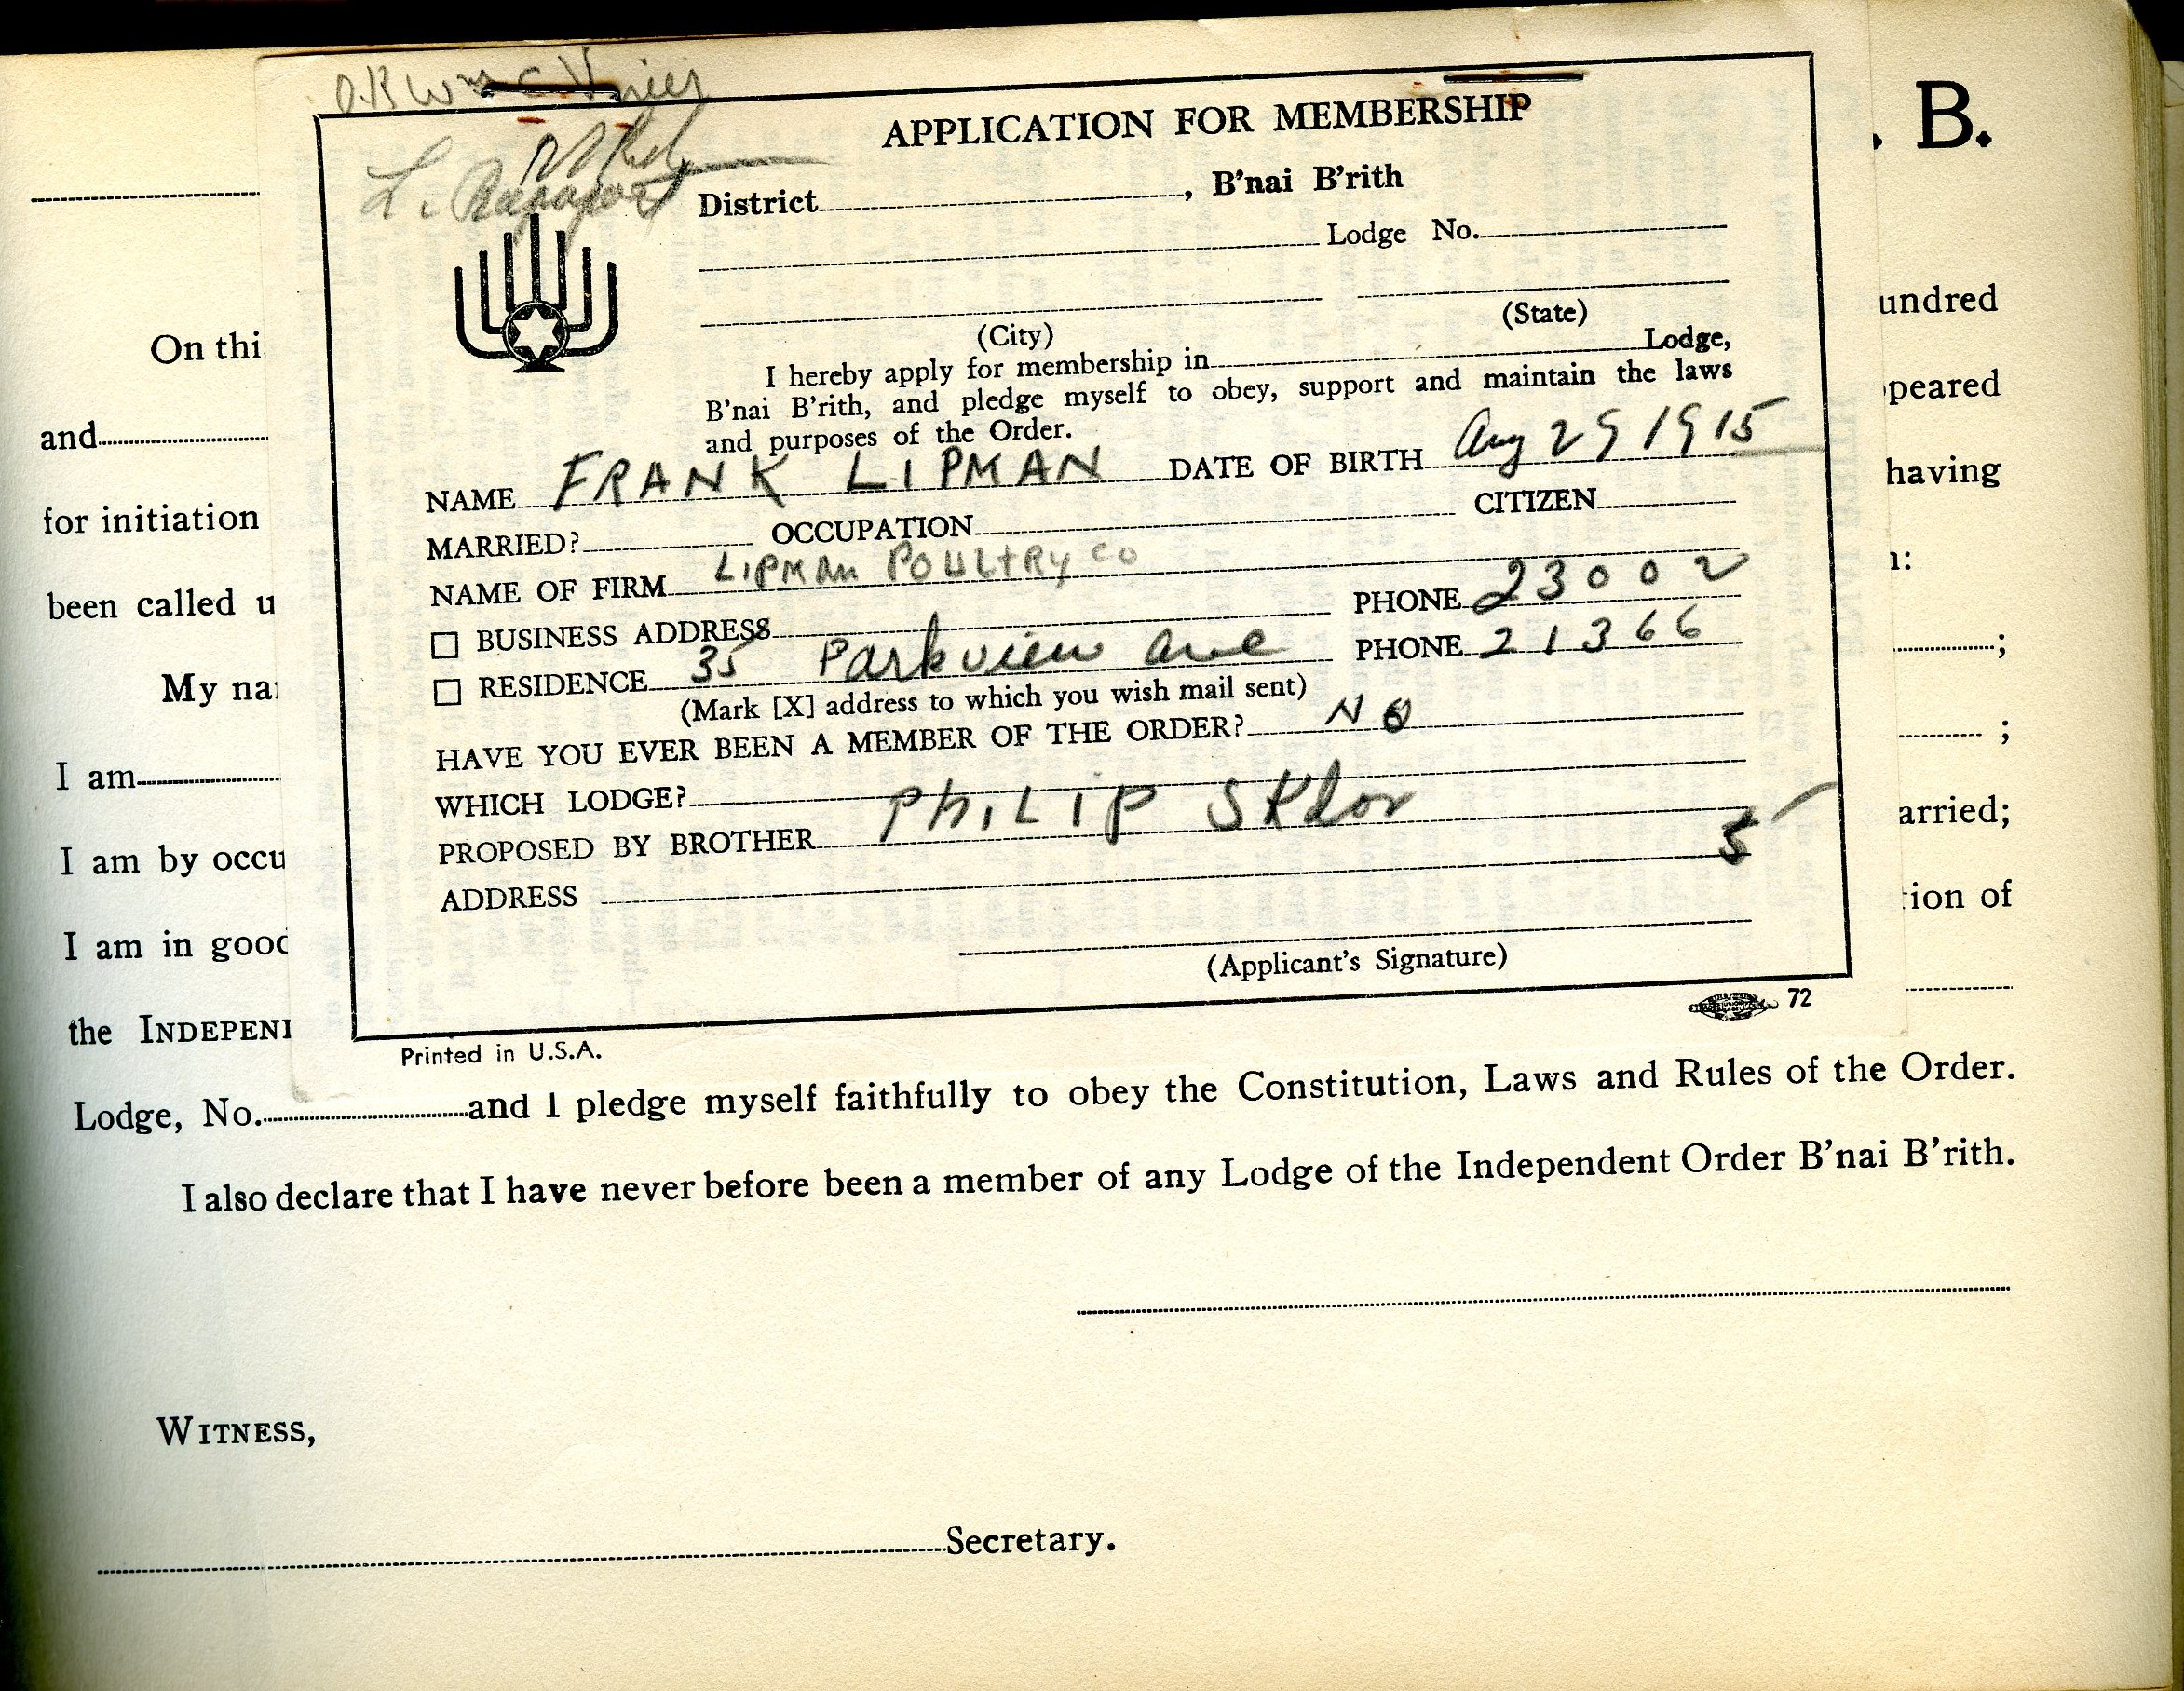 O.K Wm
L. Rapaport
APPLICATION FOR MEMBERSHIP
. B.
District , B'nai B'rith
Lodge No.
(City) (State)
I hereby apply for membership in Lodge,
B'nai B'rith, and pledge myself to obey, support and maintain the laws
and purposes of the Order.
NAME FRANK LIPMAN DATE OF BIRTH Aug 29 1915
MARRIED? OCCUPATION CITIZEN
NAME OF FIRM LIPMAN POULTRY CO
BUSINESS ADDRESS PHONE 23002
RESIDENCE 35 Parkview Ave PHONE 21366
(Mark [X] address to which you wish mail sent)
HAVE YOU EVER BEEN A MEMBER OF THE ORDER? NO
WHICH LODGE?
PROPOSED BY BROTHER PHILIP SKlor
5
ADDRESS
(Applicant's Signature)
72
Printed in U.S.A.
On this
undred
and
peared
for initiation
having
been called u
n:
My na
;
I am
;
I am by occu
arried;
I am in good
tion of
the INDEPEN
Lodge, No. and I pledge myself faithfully to obey the Constitution, Laws and Rules of the Order.
I also declare that I have never before been a member of any Lodge of the Independent Order B'nai B'rith.
WITNESS,
Secretary.